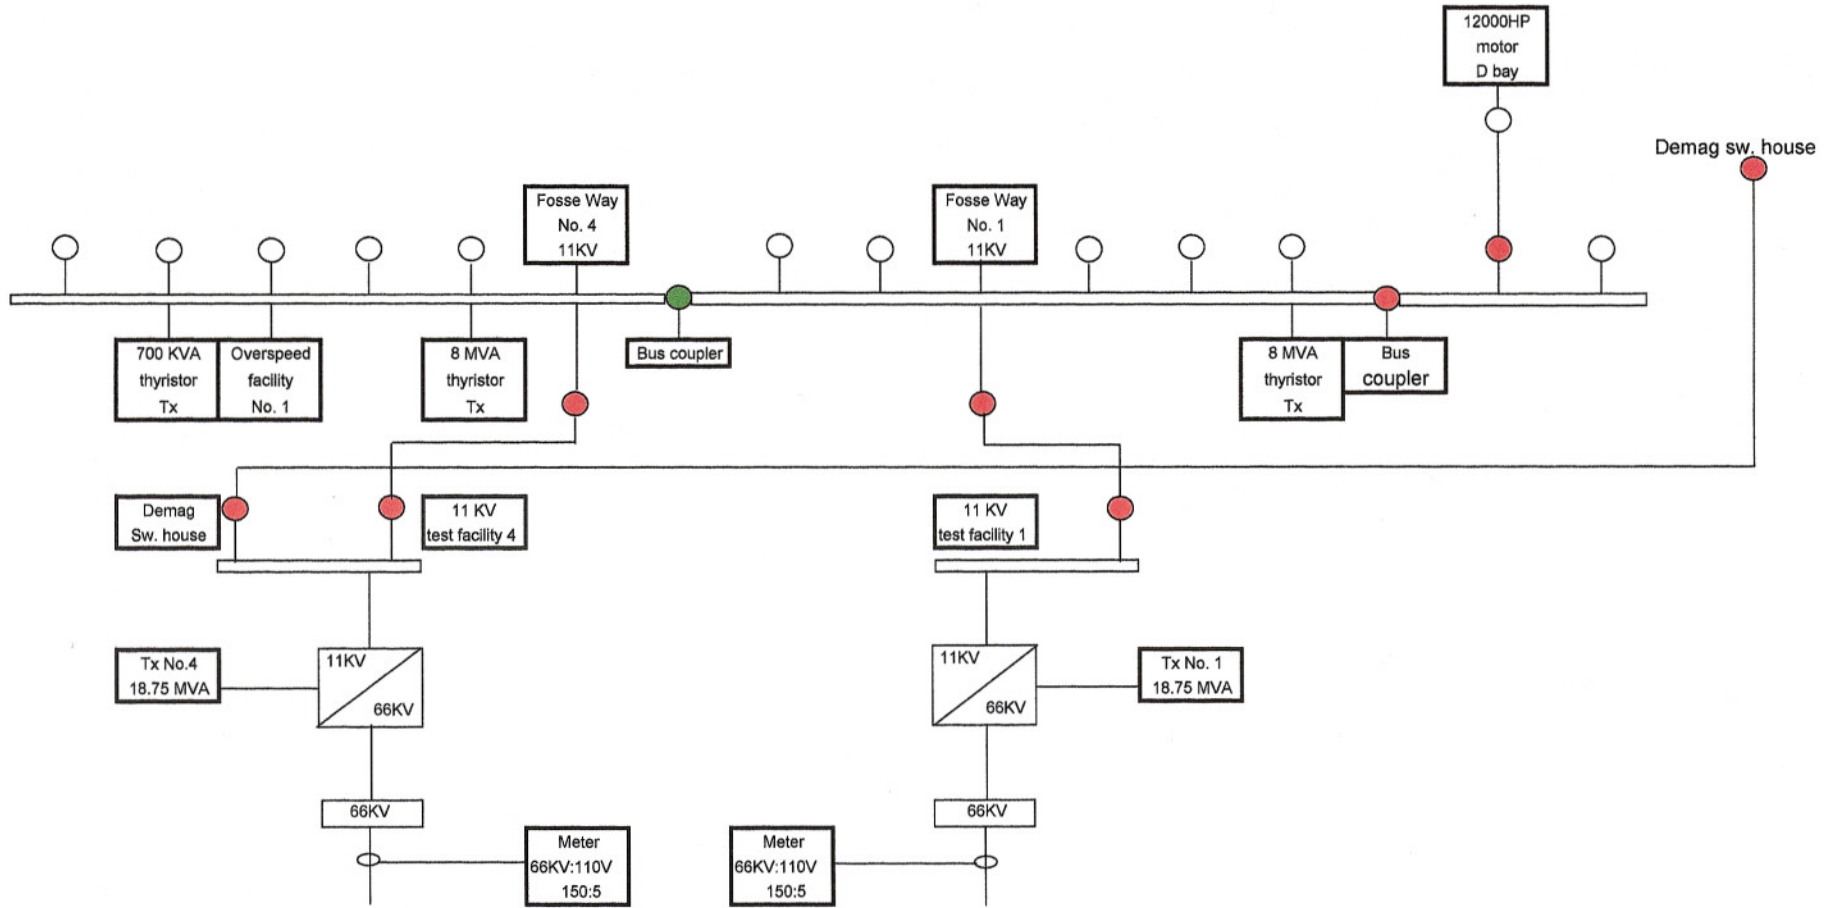 12000HP
motor
D bay
Demag sw. house
Fosse Way
No. 4
11KV
Fosse Way
No. 1
11KV
700 KVA
thyristor
Tx
Overspeed
facility
No. 1
8 MVA
thyristor
Tx
Bus coupler
8 MVA
thyristor
Tx
Bus
coupler
Demag
Sw. house
11 KV
test facility 4
11 KV
test facility 1
Tx No.4
18.75 MVA
11KV
66KV
11KV
66KV
Tx No. 1
18.75 MVA
66KV
66KV
Meter
66KV:110V
150:5
Meter
66KV:110V
150:5